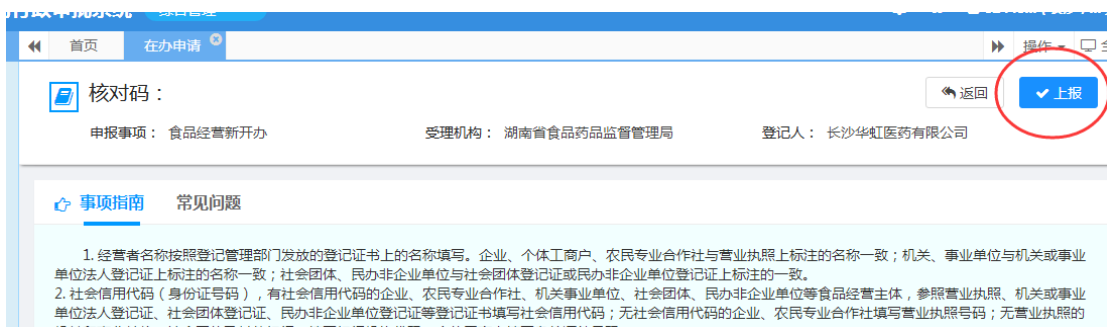 行政审批系统 综合管理
首页 在办申请 操作
核对码：
返回 上报
申报事项： 食品经营新开办 受理机构： 湖南省食品药品监督管理局 登记人： 长沙华虹医药有限公司
事项指南 常见问题
1. 经营者名称按照登记管理部门发放的登记证书上的名称填写。企业、个体工商户、农民专业合作社与营业执照上标注的名称一致；机关、事业单位与机关或事业
单位法人登记证上标注的名称一致；社会团体、民办非企业单位与社会团体登记证或民办非企业单位登记证上标注的一致。
2. 社会信用代码（身份证号码），有社会信用代码的企业、农民专业合作社、机关事业单位、社会团体、民办非企业单位等食品经营主体，参照营业执照、机关或事业
单位法人登记证、社会团体登记证、民办非企业单位登记证等登记证书填写社会信用代码；无社会信用代码的企业、农民专业合作社填写营业执照号码；无营业执照的